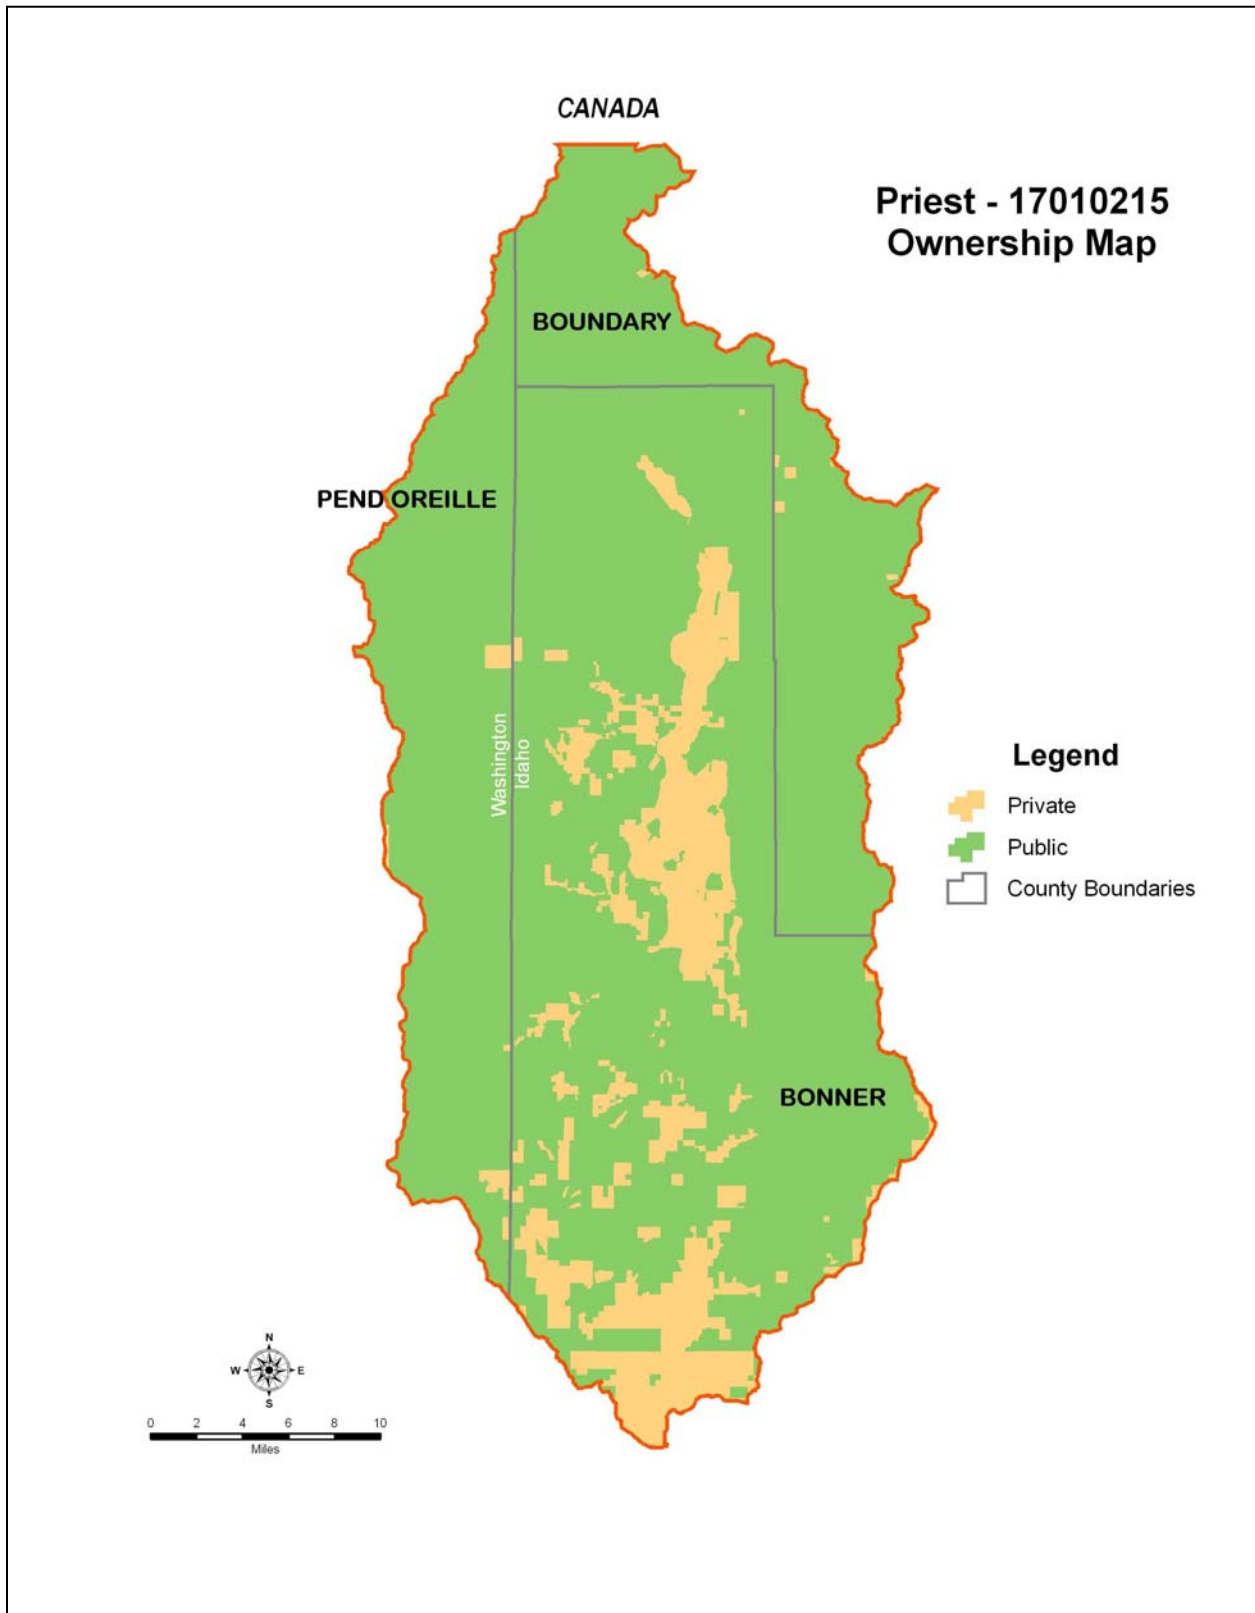 CANADA
Priest - 17010215
Ownership Map
BOUNDARY
PEND OREILLE
Washington
Idaho
Legend
Private
Public
County Boundaries
BONNER
N
W
E
S
0 2 4 6 8 10
Miles